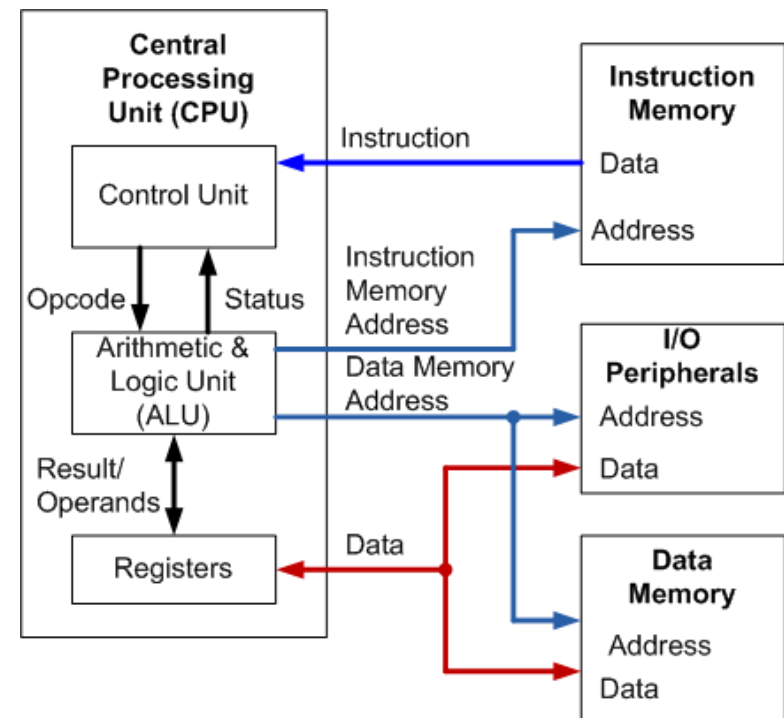 Central
Processing
Unit (CPU)
Control Unit
Opcode
Status
Arithmetic &
Logic Unit
(ALU)
Result/
Operands
Registers
Instruction
Instruction
Memory
Address
Data Memory
Address
Data
Instruction
Memory
Data
Address
I/O
Peripherals
Address
Data
Data
Memory
Address
Data